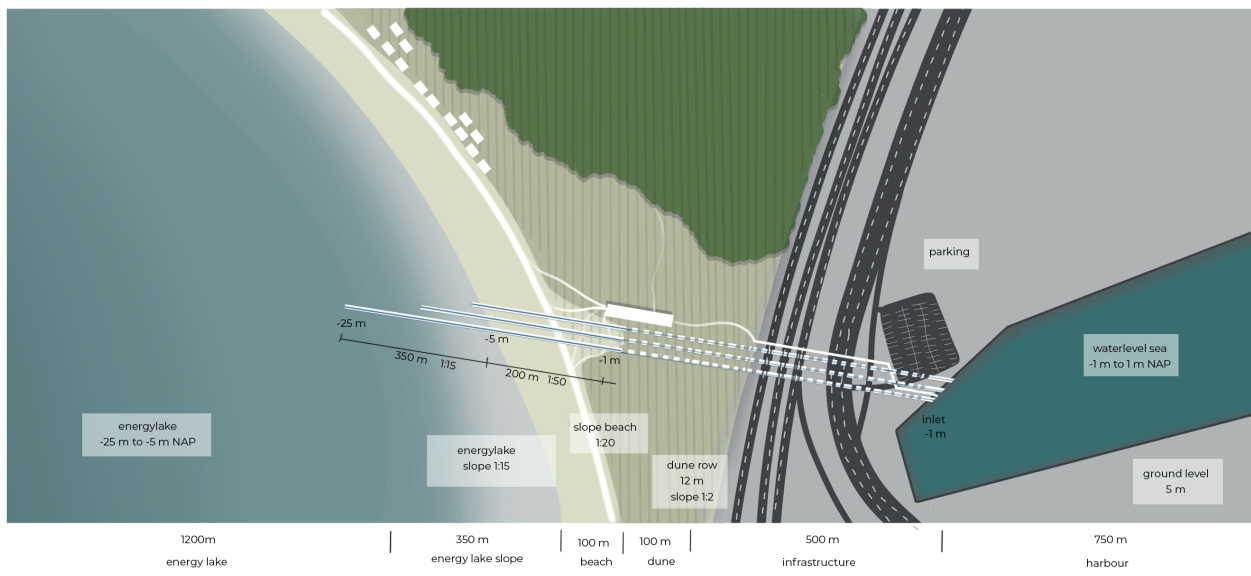 parking
-25 m
-5 m
350 m 1:15
-1 m
200 m 1:50
waterlevel sea
-1 m to 1 m NAP
inlet
-1 m
energylake
-25 m to -5 m NAP
slope beach
1:20
energylake
slope 1:15
dune row
12 m
slope 1:2
ground level
5 m
1200m
energy lake
350 m
energy lake slope
100 m
beach
100 m
dune
500 m
infrastructure
750 m
harbour